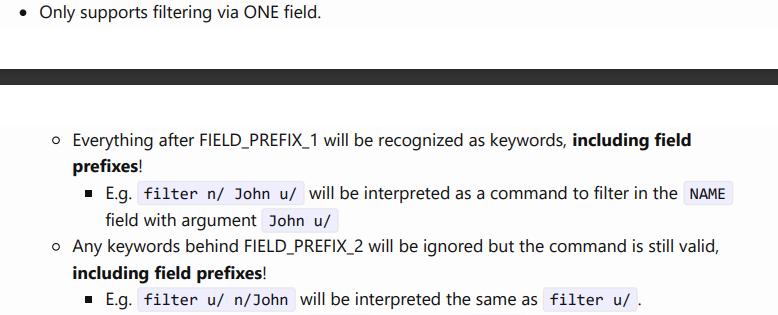 Only supports filtering via ONE field.
Everything after FIELD_PREFIX_1 will be recognized as keywords, including field
prefixes!
E.g. filter n/ John u/ will be interpreted as a command to filter in the NAME
field with argument John u/
Any keywords behind FIELD_PREFIX_2 will be ignored but the command is still valid,
including field prefixes!
E.g. filter u/ n/John will be interpreted the same as filter u/ .